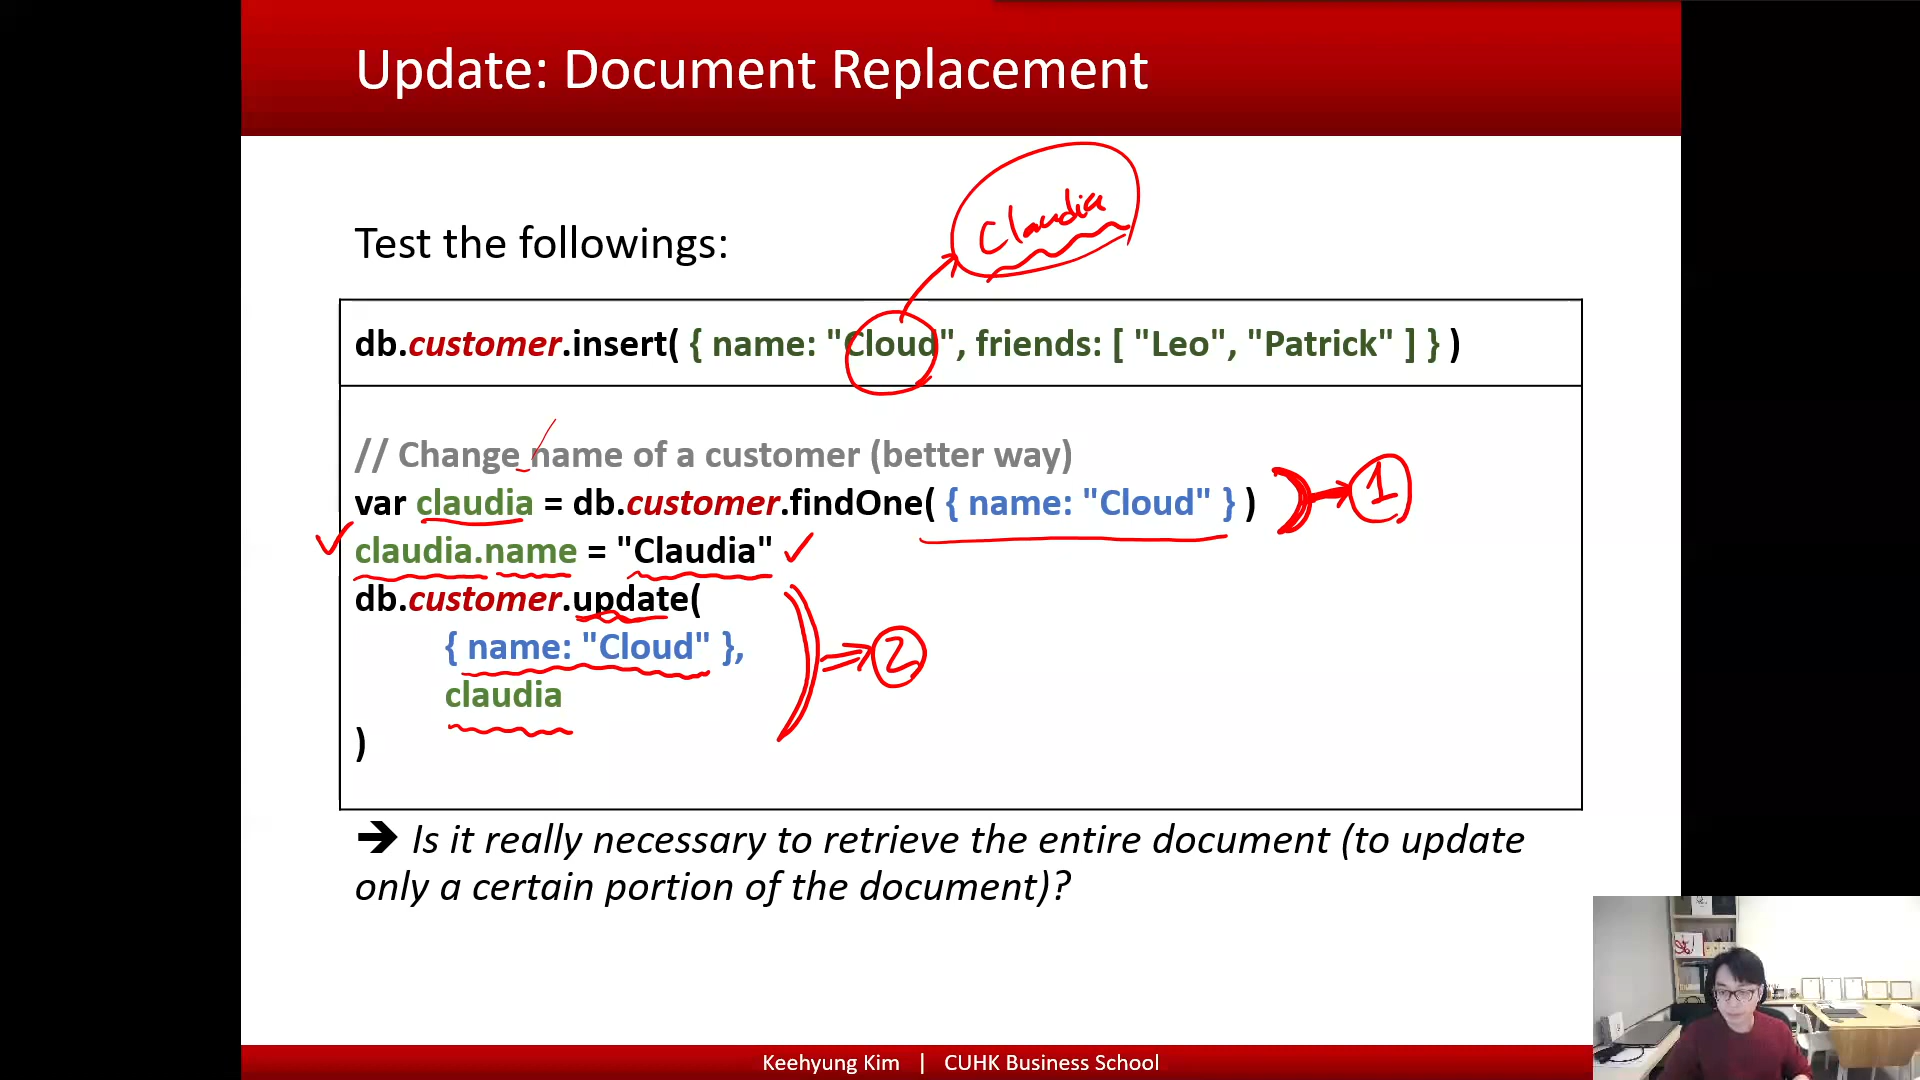 Update: Document Replacement
Claudia
Test the followings:
db.customer.insert( { name: "Cloud", friends: [ "Leo", "Patrick" ] } )
// Change name of a customer (better way)
var claudia = db.customer.findOne( { name: "Cloud" } )
1
claudia.name = "Claudia"
db.customer.update(
{ name: "Cloud" },
2
claudia
)
➔ Is it really necessary to retrieve the entire document (to update
only a certain portion of the document)?
Keehyung Kim | CUHK Business School